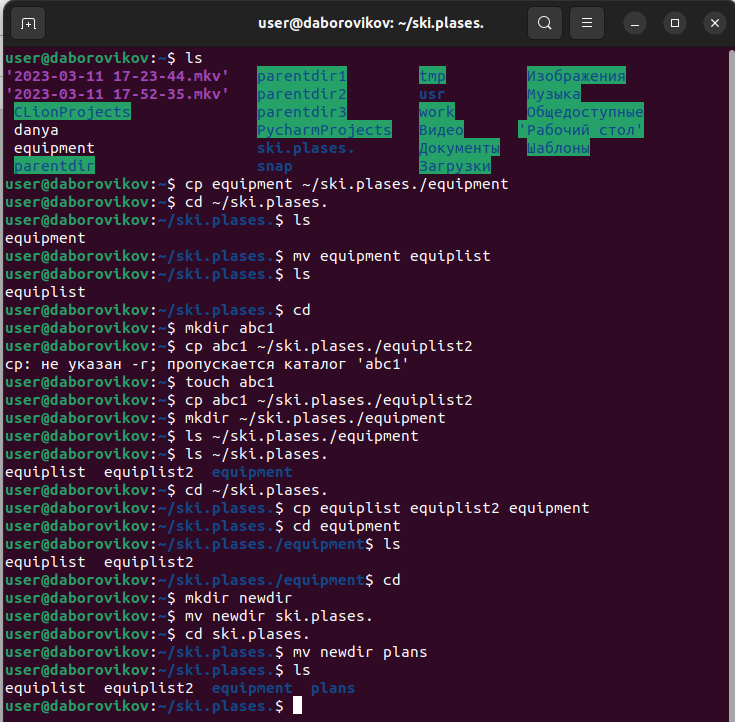 user@daborovikov: ~/ski.plases.
user@daborovikov:~$ ls
'2023-03-11 17-23-44.mkv' parentdir1 tmp Изображения
'2023-03-11 17-52-35.mkv' parentdir2 usr Музыка
CLionProjects parentdir3 work Общедоступные
danya PycharmProjects Видео 'Рабочий стол'
equipment ski.plases. Документы Шаблоны
parentdir snap Загрузки
user@daborovikov:~$ cp equipment ~/ski.plases./equipment
user@daborovikov:~$ cd ~/ski.plases.
user@daborovikov:~/ski.plases.$ ls
equipment
user@daborovikov:~/ski.plases.$ mv equipment equiplist
user@daborovikov:~/ski.plases.$ ls
equiplist
user@daborovikov:~/ski.plases.$ cd
user@daborovikov:~$ mkdir abc1
user@daborovikov:~$ cp abc1 ~/ski.plases./equiplist2
cp: не указан -r; пропускается каталог 'abc1'
user@daborovikov:~$ touch abc1
user@daborovikov:~$ cp abc1 ~/ski.plases./equiplist2
user@daborovikov:~$ mkdir ~/ski.plases./equipment
user@daborovikov:~$ ls ~/ski.plases./equipment
user@daborovikov:~$ ls ~/ski.plases.
equiplist equiplist2 equipment
user@daborovikov:~$ cd ~/ski.plases.
user@daborovikov:~/ski.plases.$ cp equiplist equiplist2 equipment
user@daborovikov:~/ski.plases.$ cd equipment
user@daborovikov:~/ski.plases./equipment$ ls
equiplist equiplist2
user@daborovikov:~/ski.plases./equipment$ cd
user@daborovikov:~$ mkdir newdir
user@daborovikov:~$ mv newdir ski.plases.
user@daborovikov:~$ cd ski.plases.
user@daborovikov:~/ski.plases.$ mv newdir plans
user@daborovikov:~/ski.plases.$ ls
equiplist equiplist2 equipment plans
user@daborovikov:~/ski.plases.$